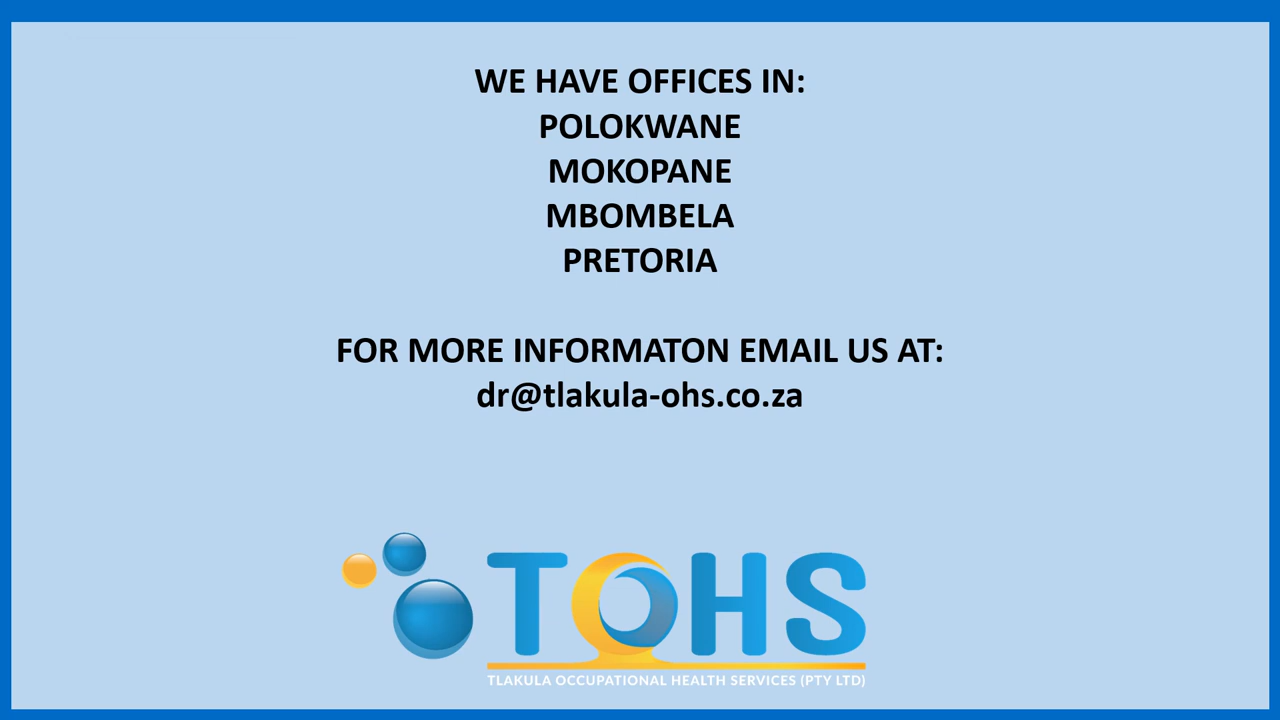 WE HAVE OFFICES IN:
POLOKWANE
MOKOPANE
MBOMBELA
PRETORIA
FOR MORE INFORMATON EMAIL US AT:
dr@tlakula-ohs.co.za
TOHS
TLAKULA OCCUPATIONAL HEALTH SERVICES (PTY LTD)